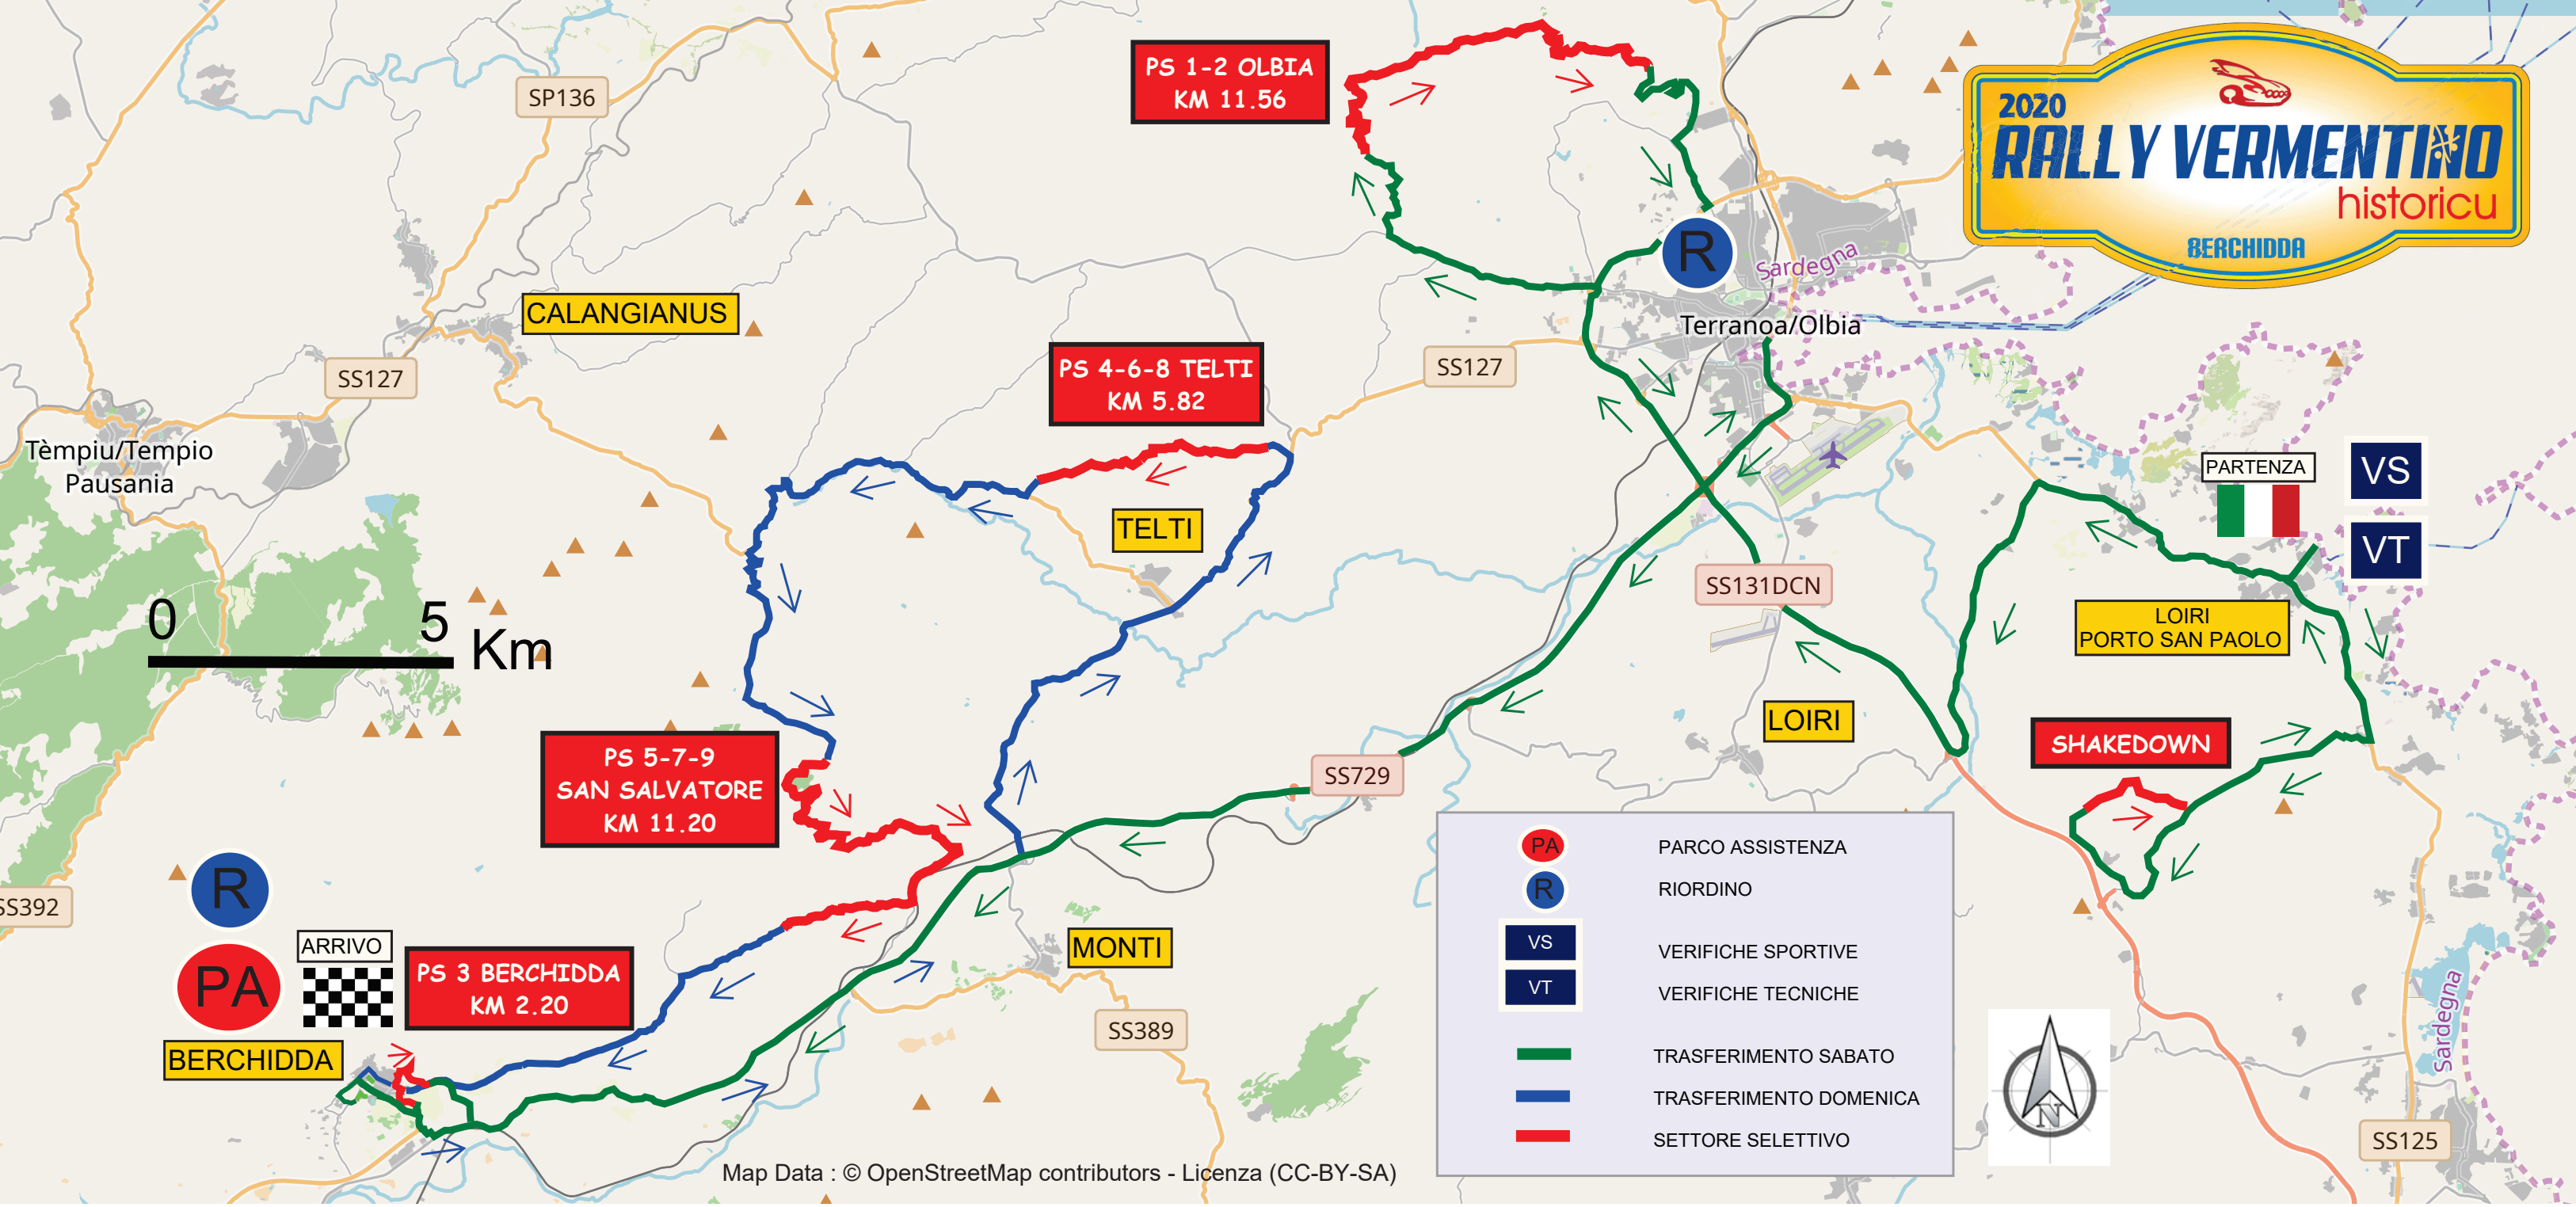 2020
RALLY VERMENTINO
historicu
BERCHIDDA
PS 1-2 OLBIA
KM 11.56
SP136
R
Sardegna
CALANGIANUS
Terranoa/Olbia
SS127
PS 4-6-8 TELTI
KM 5.82
SS127
Tèmpiu/Tempio
Pausania
PARTENZA
VS
VT
TELTI
SS131DCN
0 5 Km
LOIRI
PORTO SAN PAOLO
LOIRI
SHAKEDOWN
PS 5-7-9
SAN SALVATORE
KM 11.20
SS729
SS392
R
PA
ARRIVO
PS 3 BERCHIDDA
KM 2.20
MONTI
SS389
BERCHIDDA
PA PARCO ASSISTENZA
R RIORDINO
VS VERIFICHE SPORTIVE
VT VERIFICHE TECNICHE
TRASFERIMENTO SABATO
TRASFERIMENTO DOMENICA
SETTORE SELETTIVO
N
Sardegna
SS125
Map Data : © OpenStreetMap contributors - Licenza (CC-BY-SA)